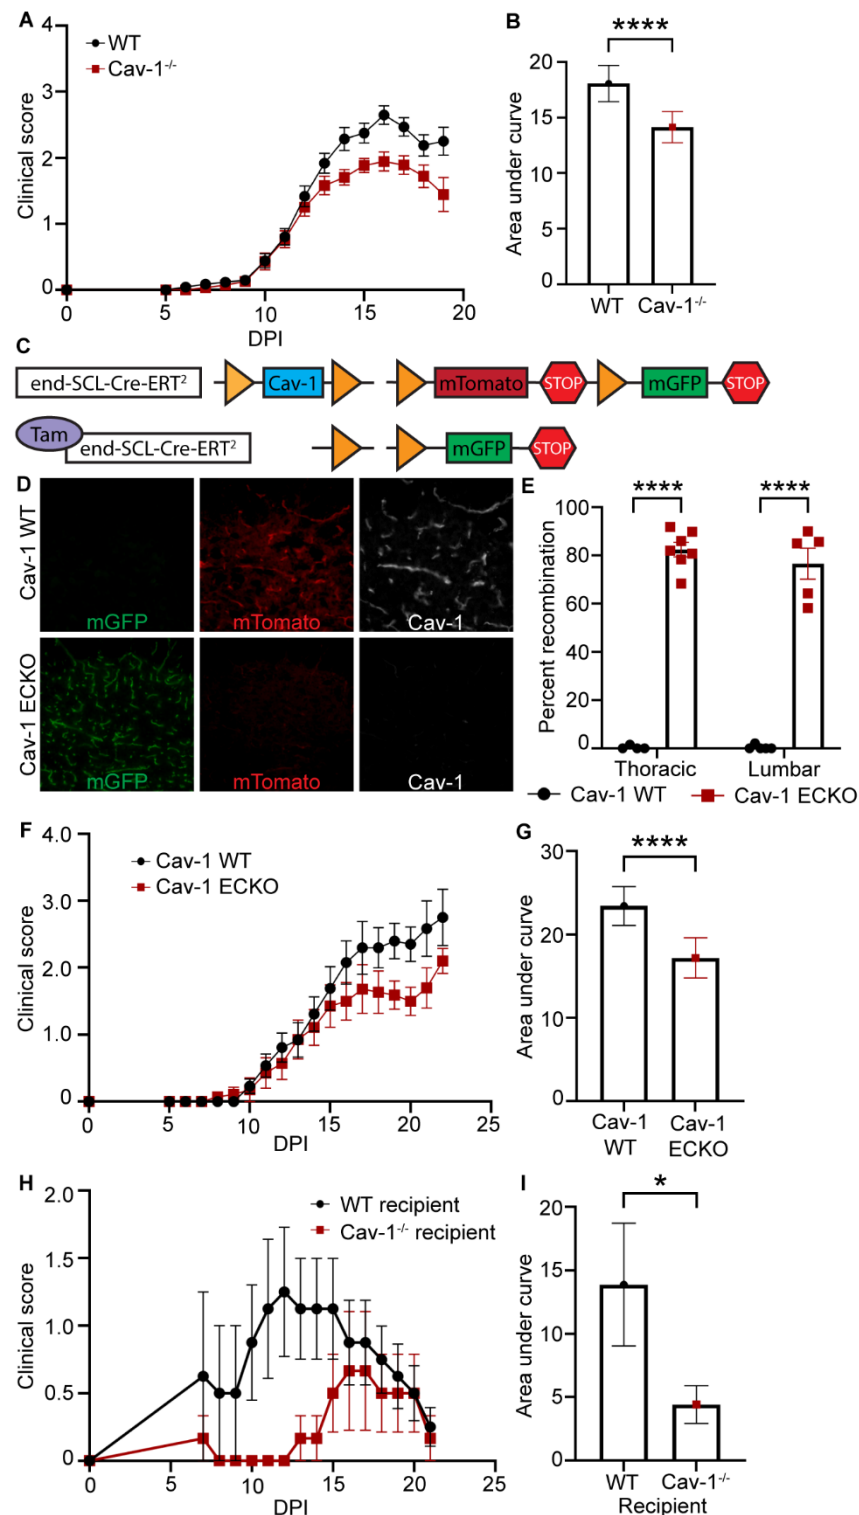 A
4
3
2
1
0
Clinical score
WT
Cav-1⁻/⁻
0 5 10 15 20
DPI
B
****
20
15
10
5
0
Area under curve
WT Cav-1⁻/⁻
C
end-SCL-Cre-ERT² Cav-1 mTomato STOP mGFP STOP
Tam
end-SCL-Cre-ERT² mGFP STOP
D
Cav-1 WT
mGFP mTomato Cav-1
Cav-1 ECKO
mGFP mTomato Cav-1
E
**** ****
100
80
60
40
20
0
Percent recombination
Thoracic Lumbar
Cav-1 WT Cav-1 ECKO
F
4.0
3.0
2.0
1.0
0
Clinical score
Cav-1 WT
Cav-1 ECKO
0 5 10 15 20 25
DPI
G
****
30
20
10
0
Area under curve
Cav-1 Cav-1
WT ECKO
H
2.0
1.5
1.0
0.5
0
Clinical score
WT recipient
Cav-1⁻/⁻ recipient
0 5 10 15 20 25
DPI
I
*
20
15
10
5
0
Area under curve
WT Cav-1⁻/⁻
Recipient